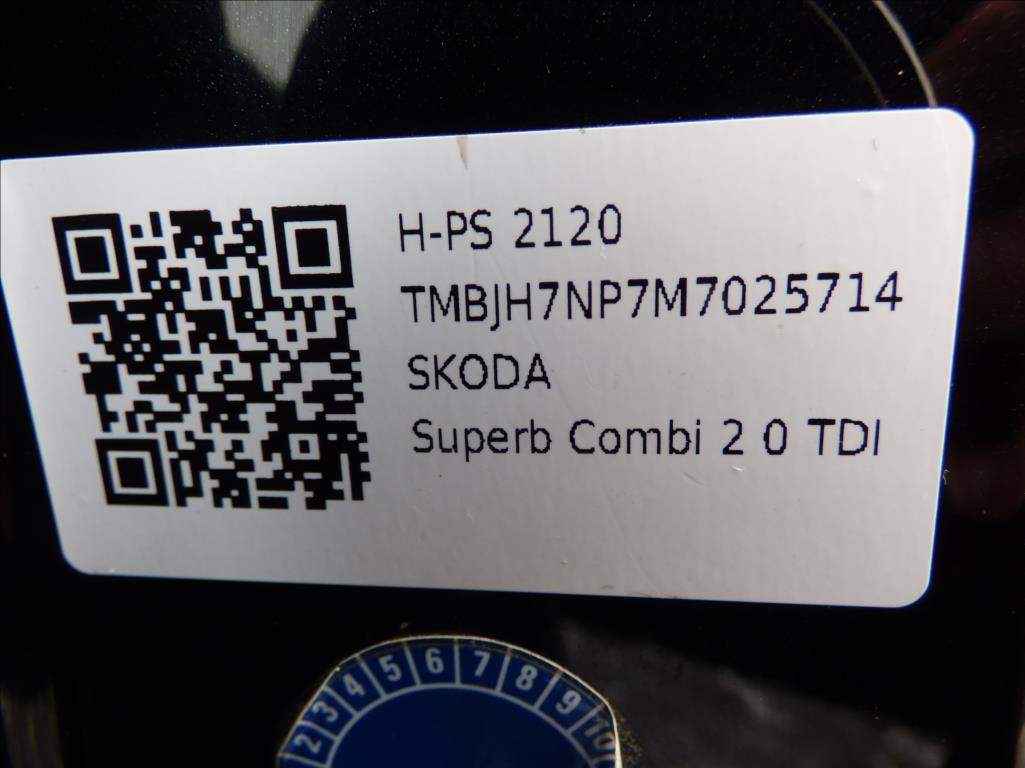 H-PS 2120
TMBJH7NP7M7025714
SKODA
Superb Combi 2 0 TDI
2 3 4 5 6 7 8 9 10